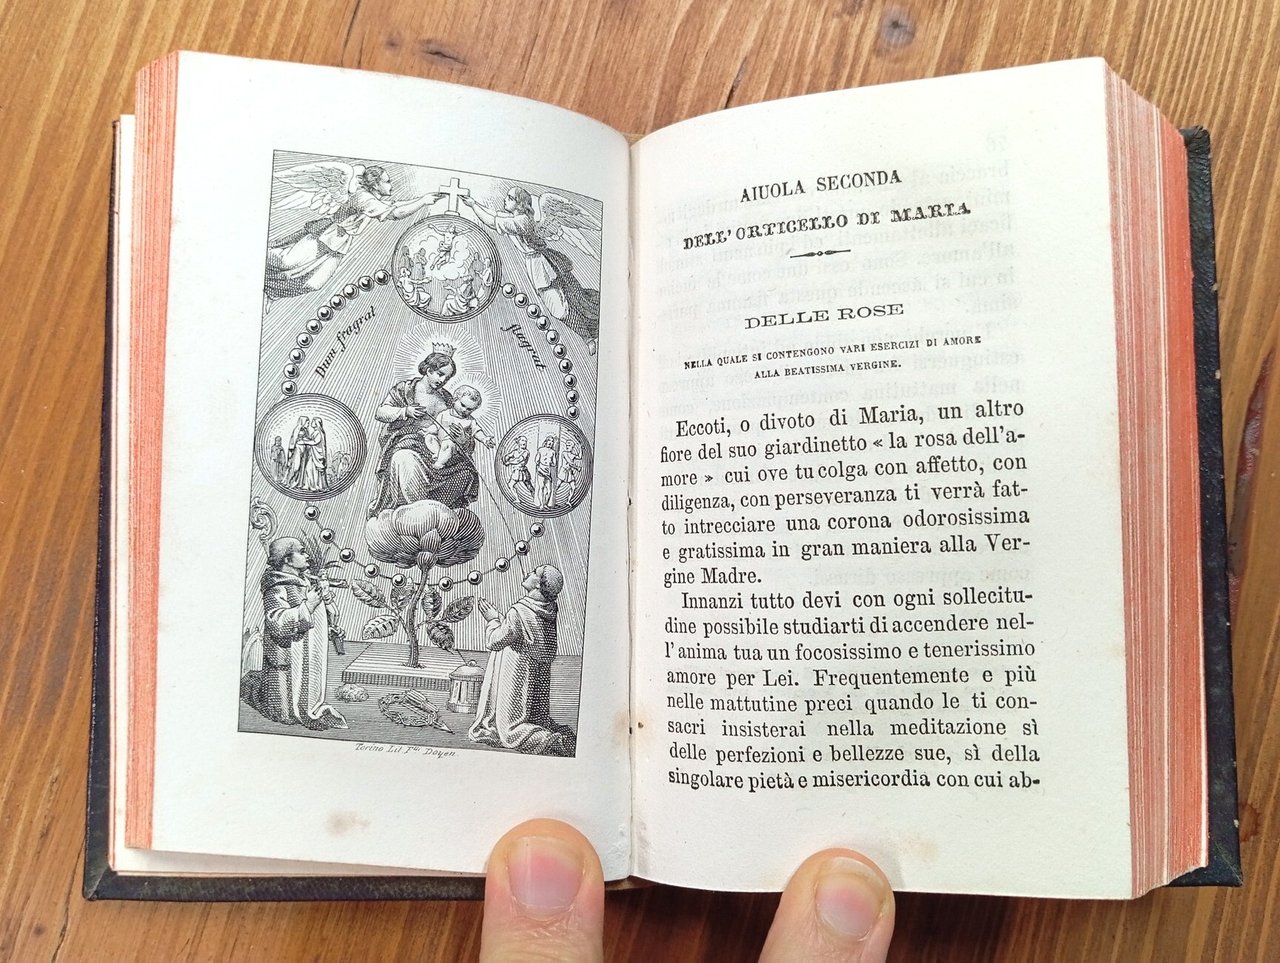 Dum fragrat
flagrat
Torino Lit. F.lli Doyen.
AIUOLA SECONDA
DELL' ORTICELLO DI MARIA
DELLE ROSE
NELLA QUALE SI CONTENGONO VARI ESERCIZI DI AMORE
ALLA BEATISSIMA VERGINE.
Eccoti, o divoto di Maria, un altro
fiore del suo giardinetto « la rosa dell'a-
more » cui ove tu colga con affetto, con
diligenza, con perseveranza ti verrà fat-
to intrecciare una corona odorosissima
e gratissima in gran maniera alla Ver-
gine Madre.
Innanzi tutto devi con ogni sollecitu-
dine possibile studiarti di accendere nel-
l' anima tua un focosissimo e tenerissimo
amore per Lei. Frequentemente e più
nelle mattutine preci quando le ti con-
sacri insisterai nella meditazione sì
delle perfezioni e bellezze sue, sì della
singolare pietà e misericordia con cui ab-